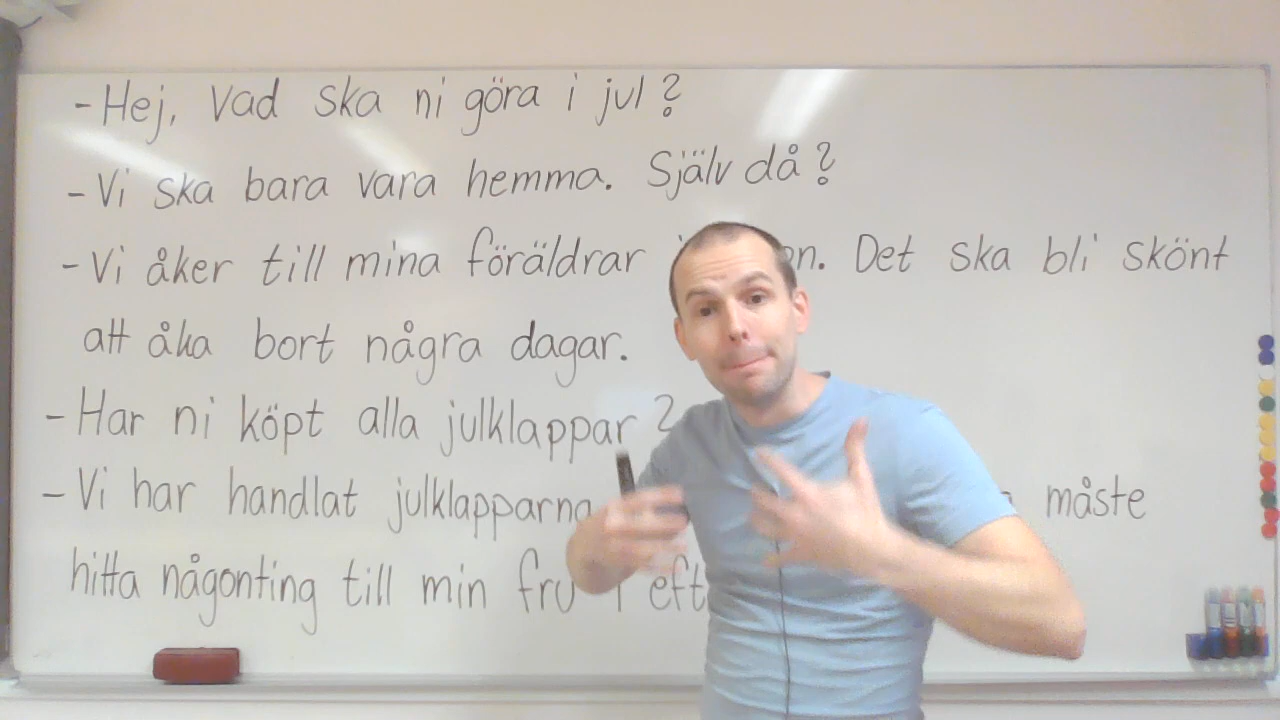 - Hej, Vad ska ni göra i jul?
- Vi ska bara vara hemma. Själv då?
- Vi åker till mina föräldrar Det ska bli skönt
att åka bort några dagar.
- Har ni köpt alla julklappar?
- Vi har handlat julklapparna måste
hitta någonting till min fru i